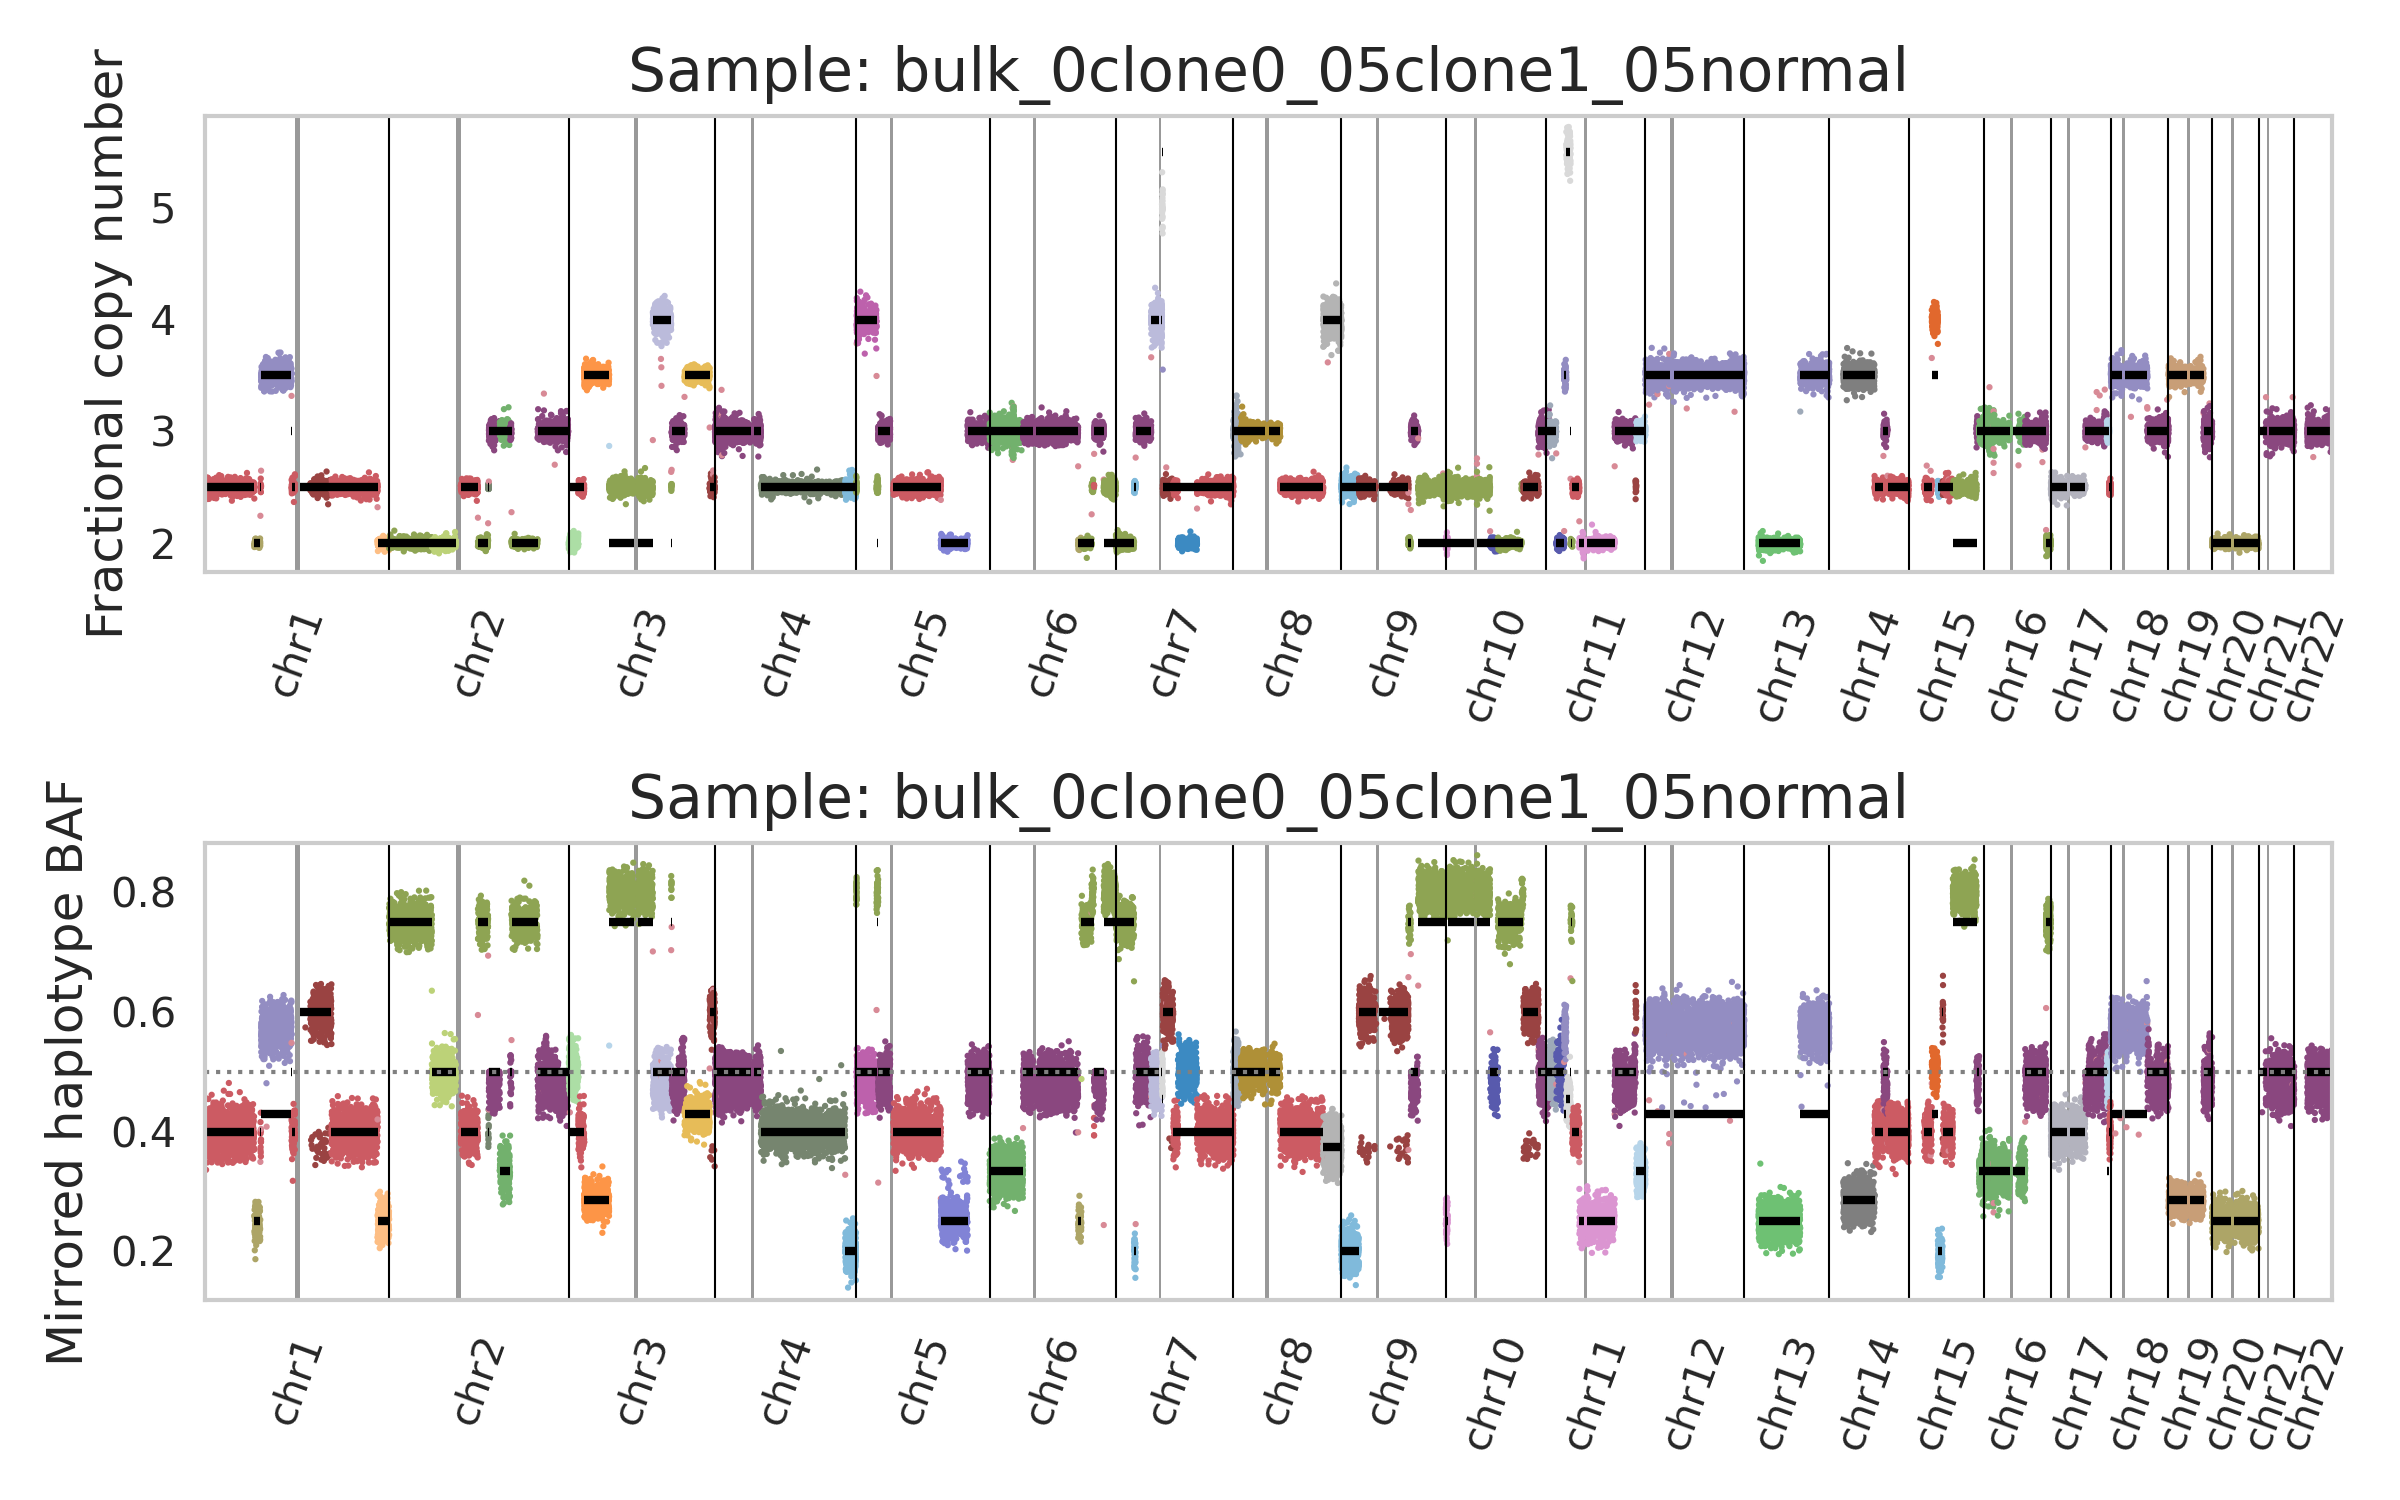 Sample: bulk_0clone0_05clone1_05normal
Fractional copy number
5
4
3
2
chr1
chr2
chr3
chr4
chr5
chr6
chr7
chr8
chr9
chr10
chr11
chr12
chr13
chr14
chr15
chr16
chr17
chr18
chr19
chr20
chr21
chr22
Sample: bulk_0clone0_05clone1_05normal
Mirrored haplotype BAF
0.8
0.6
0.4
0.2
chr1
chr2
chr3
chr4
chr5
chr6
chr7
chr8
chr9
chr10
chr11
chr12
chr13
chr14
chr15
chr16
chr17
chr18
chr19
chr20
chr21
chr22